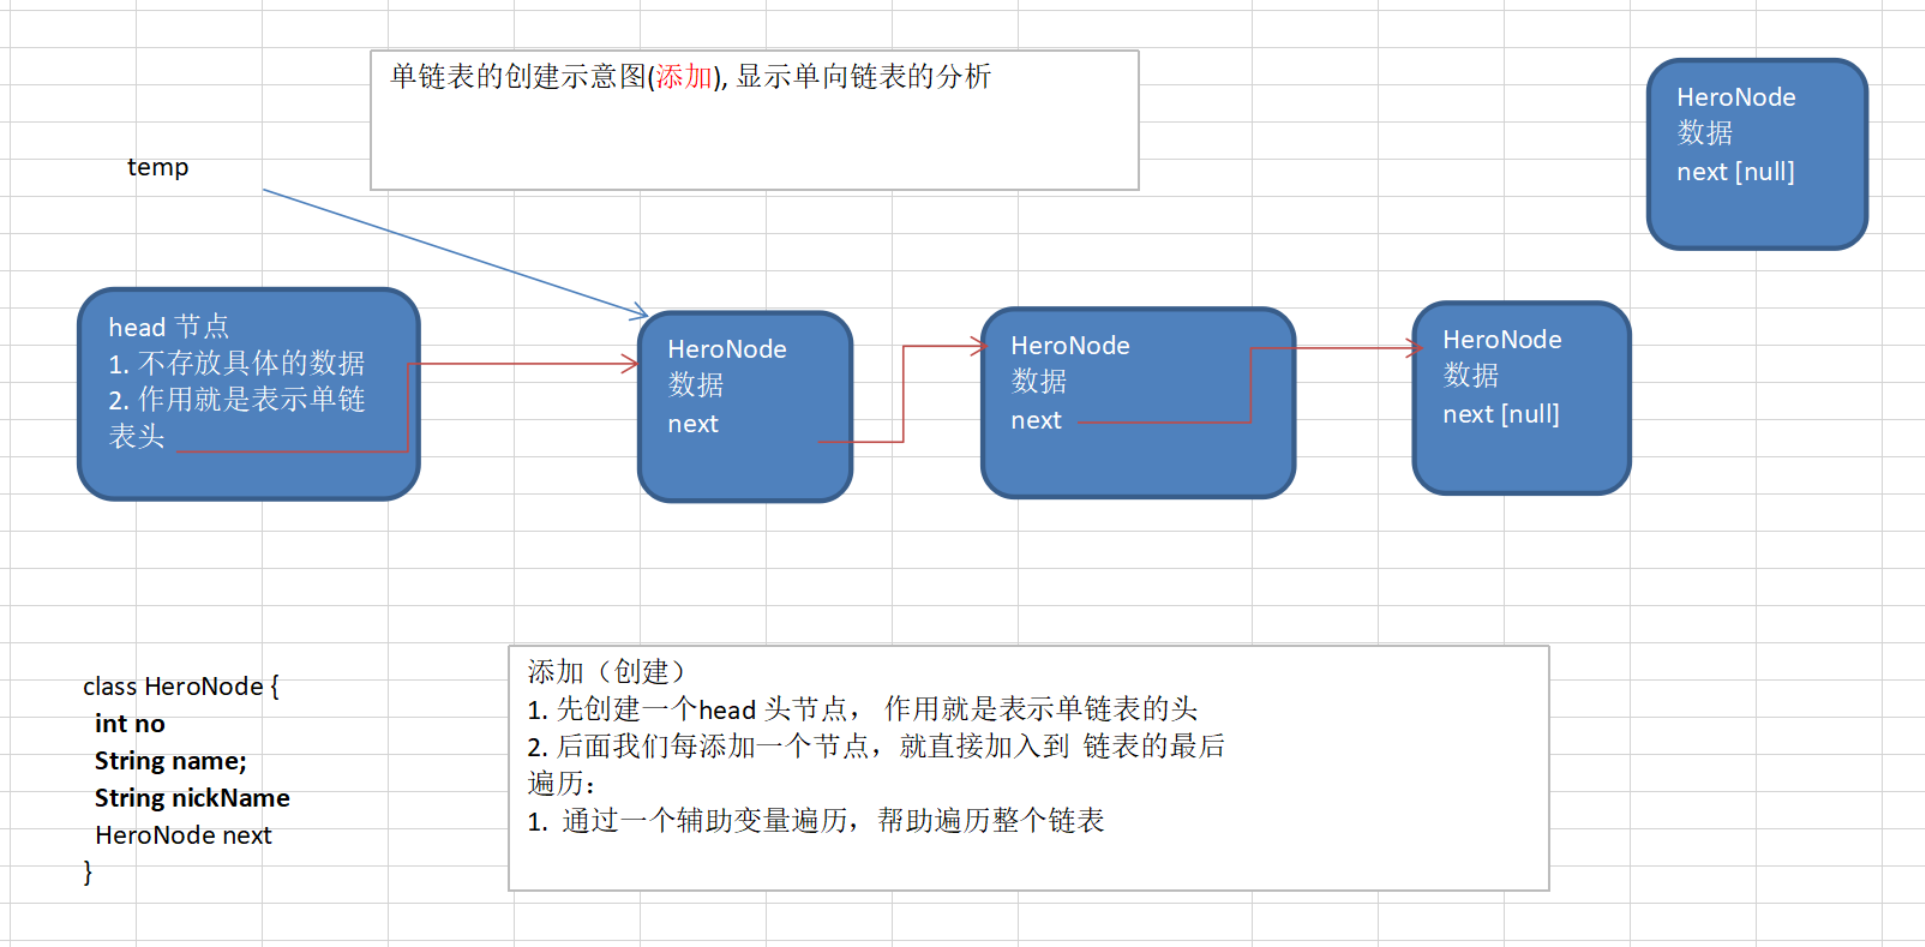 单链表的创建示意图(添加), 显示单向链表的分析
HeroNode
数据
next [null]
temp
head 节点
1. 不存放具体的数据
2. 作用就是表示单链
表头
HeroNode
数据
next
HeroNode
数据
next
HeroNode
数据
next [null]
class HeroNode {
int no
String name;
String nickName
HeroNode next
}
添加（创建）
1. 先创建一个head 头节点， 作用就是表示单链表的头
2. 后面我们每添加一个节点，就直接加入到 链表的最后
遍历：
1. 通过一个辅助变量遍历，帮助遍历整个链表